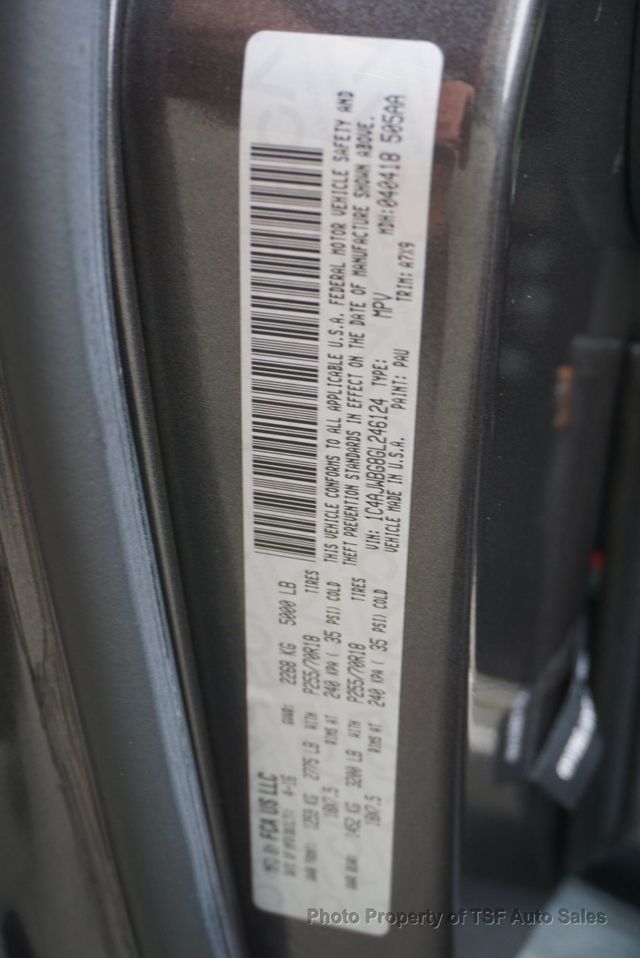 MFD BY FCA US LLC
DATE OF MFR/MOBILITY: 4-16 GVWR: 2268 KG 5000 LB
GAWR FRONT: 1259 KG 2775 LB WITH P255/70R18 TIRES
18X7.5 RIMS AT 240 KPA ( 35 PSI) COLD
GAWR REAR: 1452 KG 3200 LB WITH P255/70R18 TIRES
18X7.5 RIMS AT 240 KPA ( 35 PSI) COLD
THIS VEHICLE CONFORMS TO ALL APPLICABLE U.S.A. FEDERAL MOTOR VEHICLE SAFETY AND
THEFT PREVENTION STANDARDS IN EFFECT ON THE DATE OF MANUFACTURE SHOWN ABOVE.
VIN: 1C4AJWBG8GL246124 TYPE: MPV MDH: 040418 505AA
VEHICLE MADE IN U.S.A. PAINT: PAU TRIM: A7X9
Photo Property of TSF Auto Sales